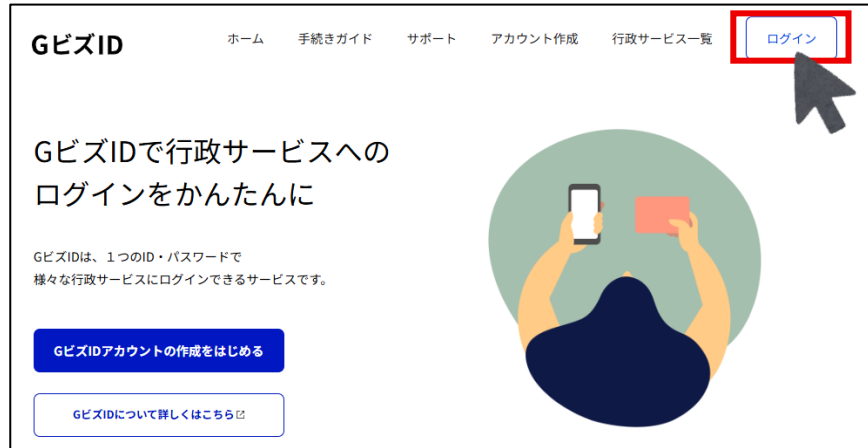 GビズID
ホーム 手続きガイド サポート アカウント作成 行政サービス一覧 ログイン
GビズIDで行政サービスへの
ログインをかんたんに
GビズIDは、１つのID・パスワードで
様々な行政サービスにログインできるサービスです。
GビズIDアカウントの作成をはじめる
GビズIDについて詳しくはこちら